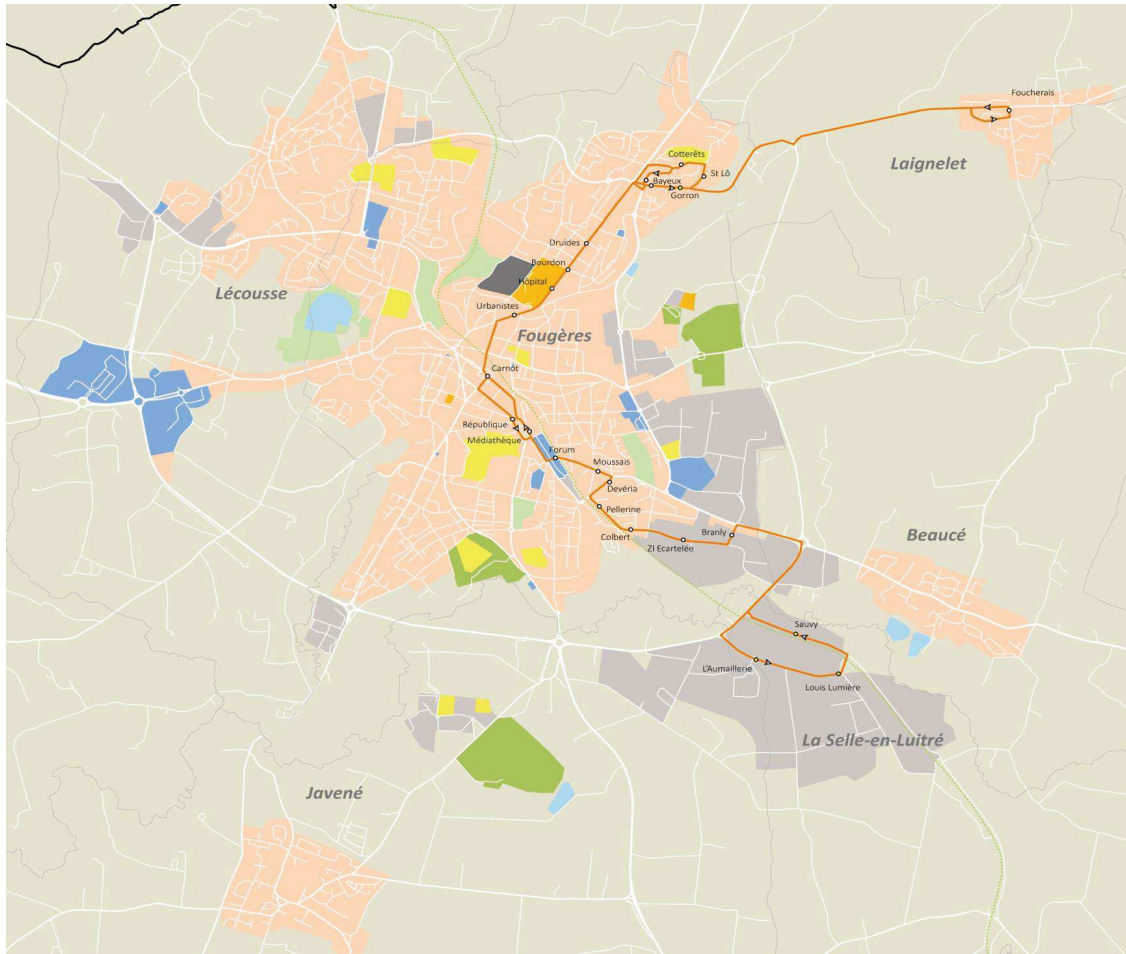 Foucherais
Cotterêts
Laignelet
St Lô
Bayeux
Gorron
Druides
Bourdon
Hôpital
Lécousse
Urbanistes
Fougères
Carnôt
République
Médiathèque
Forum
Moussais
Devéria
Pellerine
Colbert
Branly
Beaucé
ZI Ecartelée
Sauvy
L'Aumaillerie
Louis Lumière
La Selle-en-Luitré
Javené